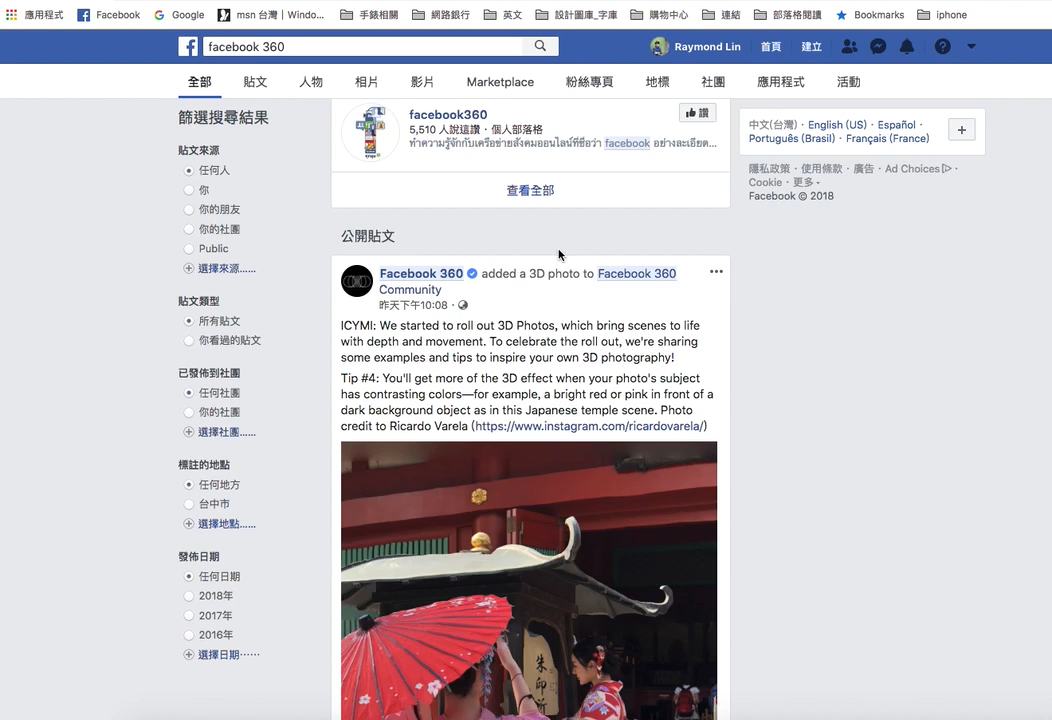 應用程式 Facebook Google msn 台灣 | Windo... 手錶相關 網路銀行 英文 設計圖庫_字庫 購物中心 連結 部落格閱讀 Bookmarks iphone
facebook 360 Raymond Lin 首頁 建立
全部 貼文 人物 相片 影片 Marketplace 粉絲專頁 地標 社團 應用程式 活動
篩選搜尋結果
貼文來源
任何人
你
你的朋友
你的社團
Public
選擇來源......
貼文類型
所有貼文
你看過的貼文
已發佈到社團
任何社團
你的社團
選擇社團......
標註的地點
任何地方
台中市
選擇地點......
發佈日期
任何日期
2018年
2017年
2016年
選擇日期⋯⋯
facebook360
讚
5,510 人說這讚 · 個人部落格
ทำความรู้จักกับเครือข่ายสังคมออนไลน์ที่ชื่อว่า facebook อย่างละเอียด...
查看全部
公開貼文
Facebook 360 added a 3D photo to Facebook 360
Community
昨天下午10:08 ·
ICYMI: We started to roll out 3D Photos, which bring scenes to life
with depth and movement. To celebrate the roll out, we're sharing
some examples and tips to inspire your own 3D photography!
Tip #4: You'll get more of the 3D effect when your photo's subject
has contrasting colors—for example, a bright red or pink in front of a
dark background object as in this Japanese temple scene. Photo
credit to Ricardo Varela (https://www.instagram.com/ricardovarela/)
朱印所
中文(台灣) · English (US) · Español ·
Português (Brasil) · Français (France)
隱私政策 · 使用條款 · 廣告 · Ad Choices ·
Cookie · 更多
Facebook © 2018